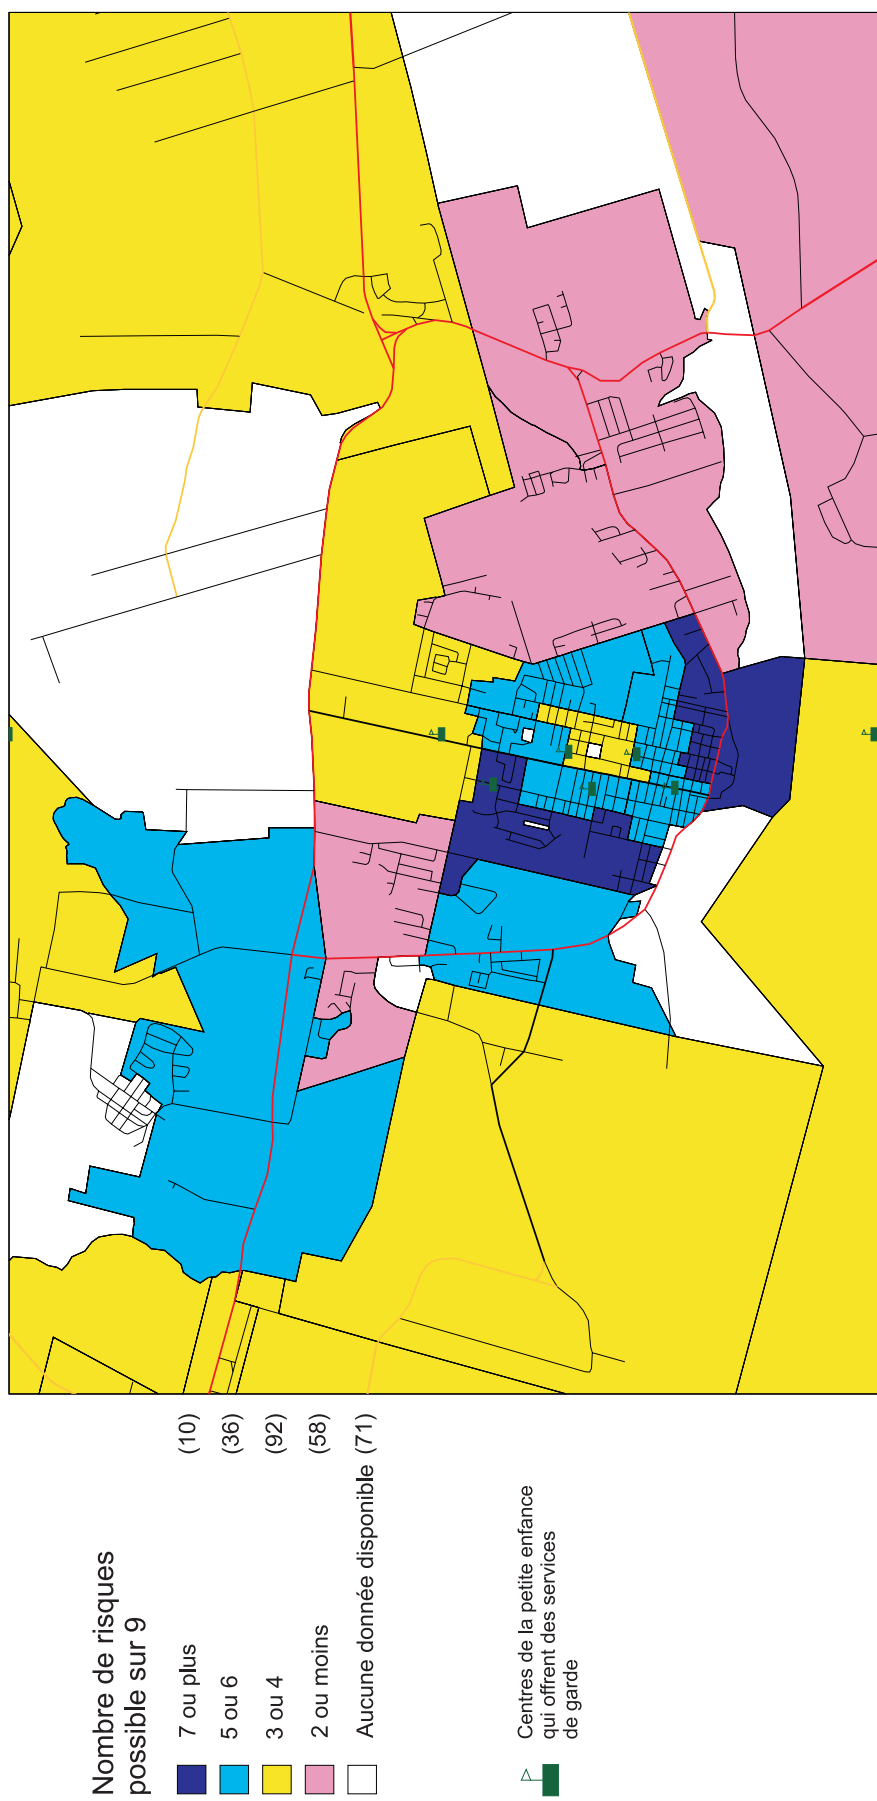 Nombre de risques
possible sur 9
7 ou plus (10)
5 ou 6 (36)
3 ou 4 (92)
2 ou moins (58)
Aucune donnée disponible (71)
Centres de la petite enfance
qui offrent des services
de garde